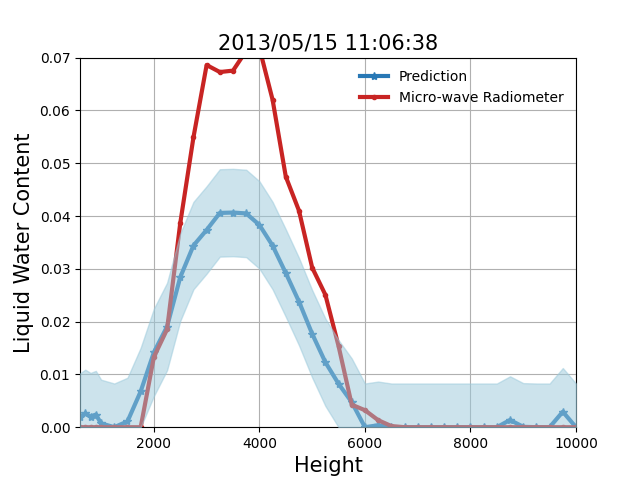 2013/05/15 11:06:38
Prediction
Micro-wave Radiometer
Liquid Water Content
0.07
0.06
0.05
0.04
0.03
0.02
0.01
0.00
2000 4000 6000 8000 10000
Height